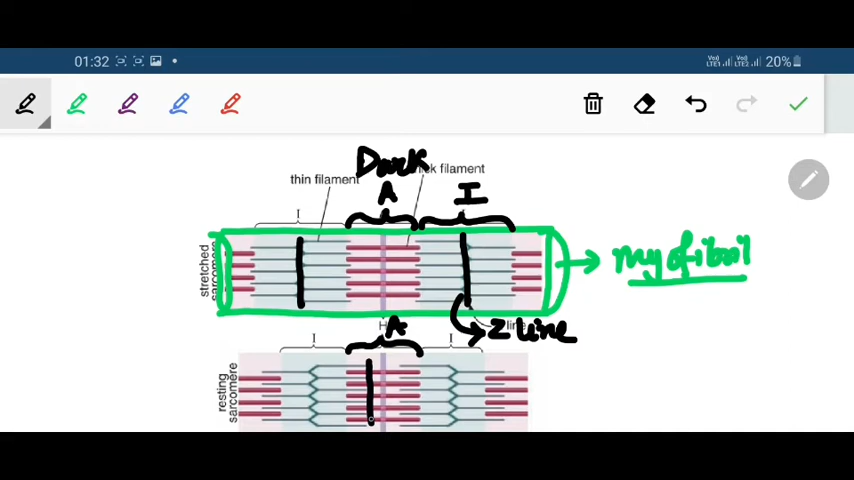 01:32 20%
Dark
thin filament thick filament
A I
I
stretched
sarcomere
myofibril
H
Z line
A
I I
resting
sarcomere